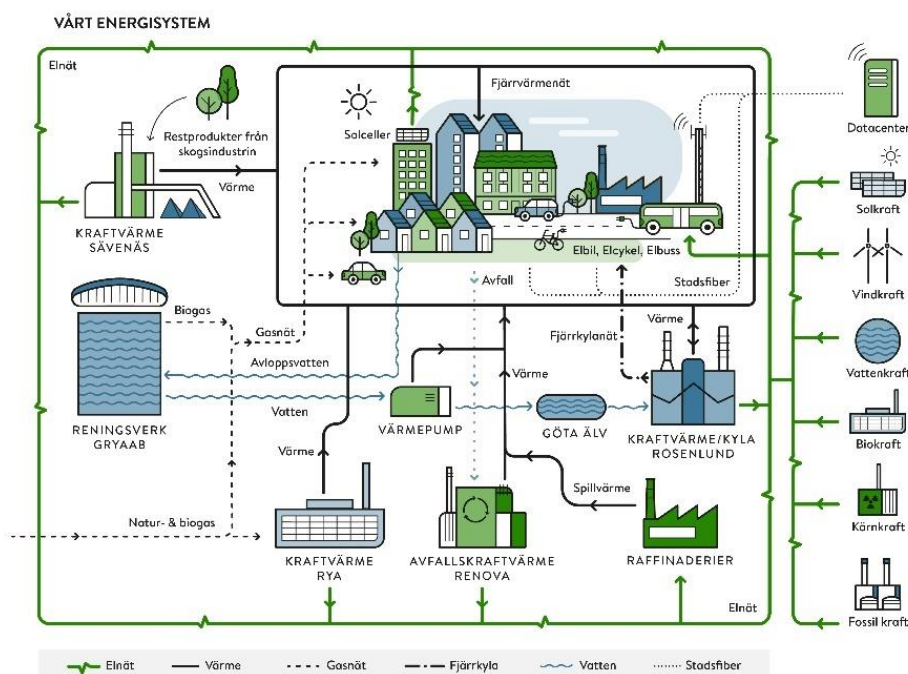 VÅRT ENERGISYSTEM
Elnät
Fjärrvärmenät
Solceller
Restprodukter från
skogsindustrin
Värme
Datacenter
KRAFTVÄRME
SÄVENÄS
Solkraft
Elbil, Elcykel, Elbuss
Avfall
Stadsfiber
Vindkraft
Biogas
Gasnät
Fjärrkylanät
Värme
Avloppsvatten
Värme
Vattenkraft
Vatten
RENINGSVERK
GRYAAB
VÄRMEPUMP
GÖTA ÄLV
KRAFTVÄRME/KYLA
ROSENLUND
Biokraft
Värme
Spillvärme
Natur- & biogas
Kärnkraft
KRAFTVÄRME
RYA
AVFALLSKRAFTVÄRME
RENOVA
RAFFINADERIER
Elnät
Fossil kraft
Elnät
Värme
Gasnät
Fjärrkyla
Vatten
Stadsfiber